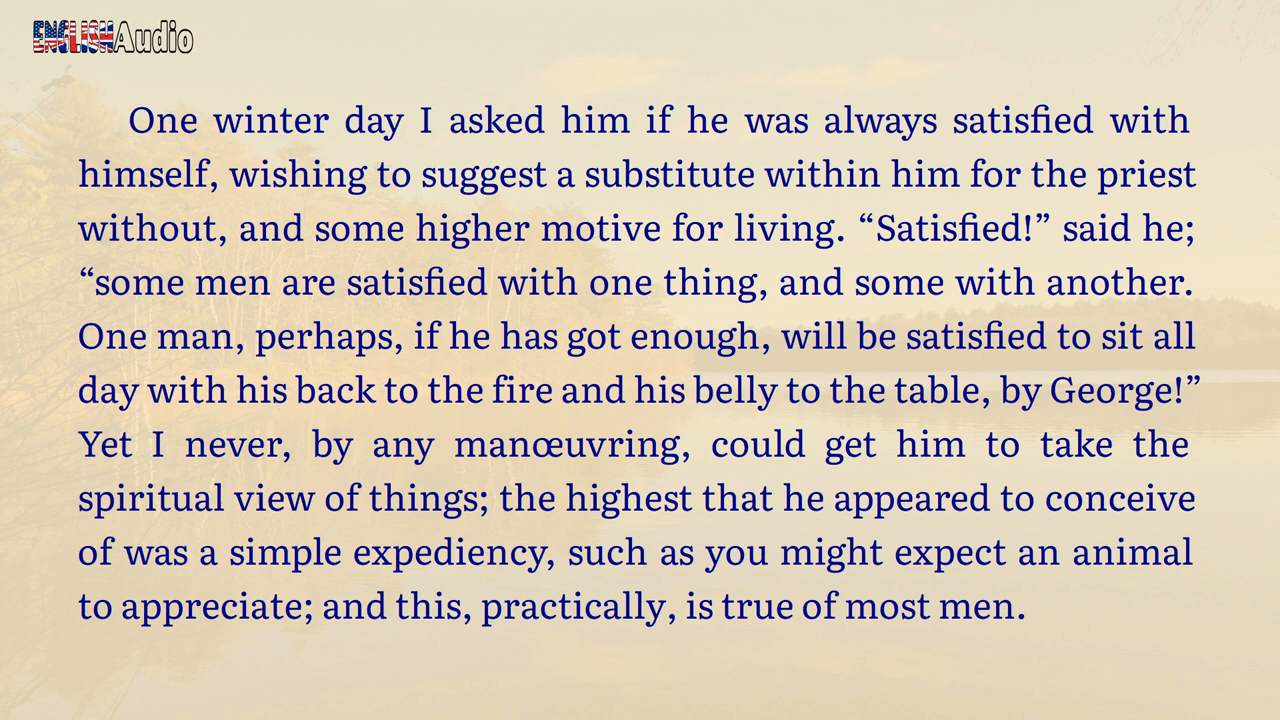 ENGLISHAudio
One winter day I asked him if he was always satisfied with
himself, wishing to suggest a substitute within him for the priest
without, and some higher motive for living. “Satisfied!” said he;
“some men are satisfied with one thing, and some with another.
One man, perhaps, if he has got enough, will be satisfied to sit all
day with his back to the fire and his belly to the table, by George!”
Yet I never, by any manœuvring, could get him to take the
spiritual view of things; the highest that he appeared to conceive
of was a simple expediency, such as you might expect an animal
to appreciate; and this, practically, is true of most men.